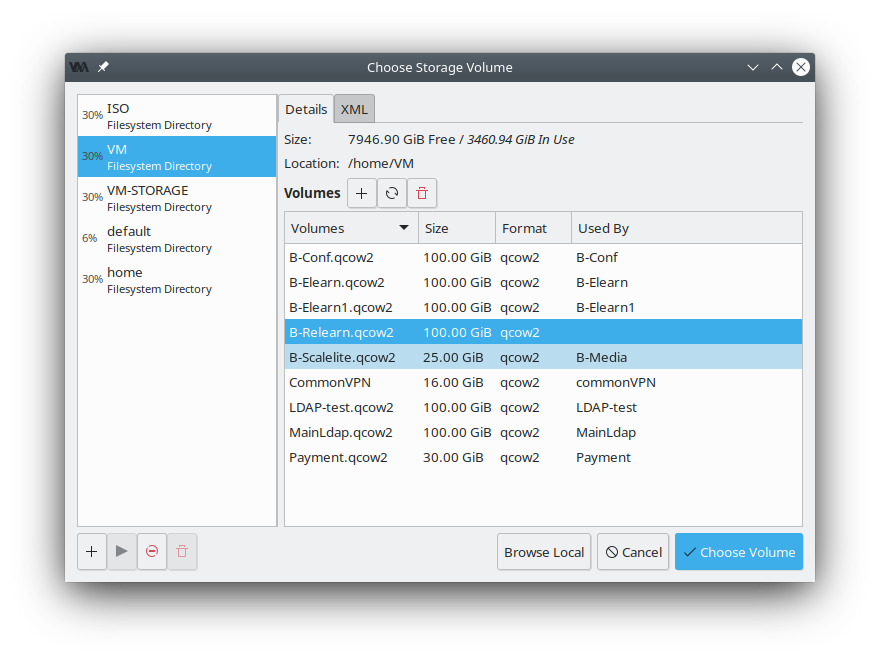 Choose Storage Volume
30% ISO
Filesystem Directory
30% VM
Filesystem Directory
30% VM-STORAGE
Filesystem Directory
6% default
Filesystem Directory
30% home
Filesystem Directory
Details XML
Size: 7946.90 GiB Free / 3460.94 GiB In Use
Location: /home/VM
Volumes
Volumes Size Format Used By
B-Conf.qcow2 100.00 GiB qcow2 B-Conf
B-Elearn.qcow2 100.00 GiB qcow2 B-Elearn
B-Elearn1.qcow2 100.00 GiB qcow2 B-Elearn1
B-Relearn.qcow2 100.00 GiB qcow2
B-Scalelite.qcow2 25.00 GiB qcow2 B-Media
CommonVPN 16.00 GiB qcow2 commonVPN
LDAP-test.qcow2 100.00 GiB qcow2 LDAP-test
MainLdap.qcow2 100.00 GiB qcow2 MainLdap
Payment.qcow2 30.00 GiB qcow2 Payment
Browse Local Cancel Choose Volume